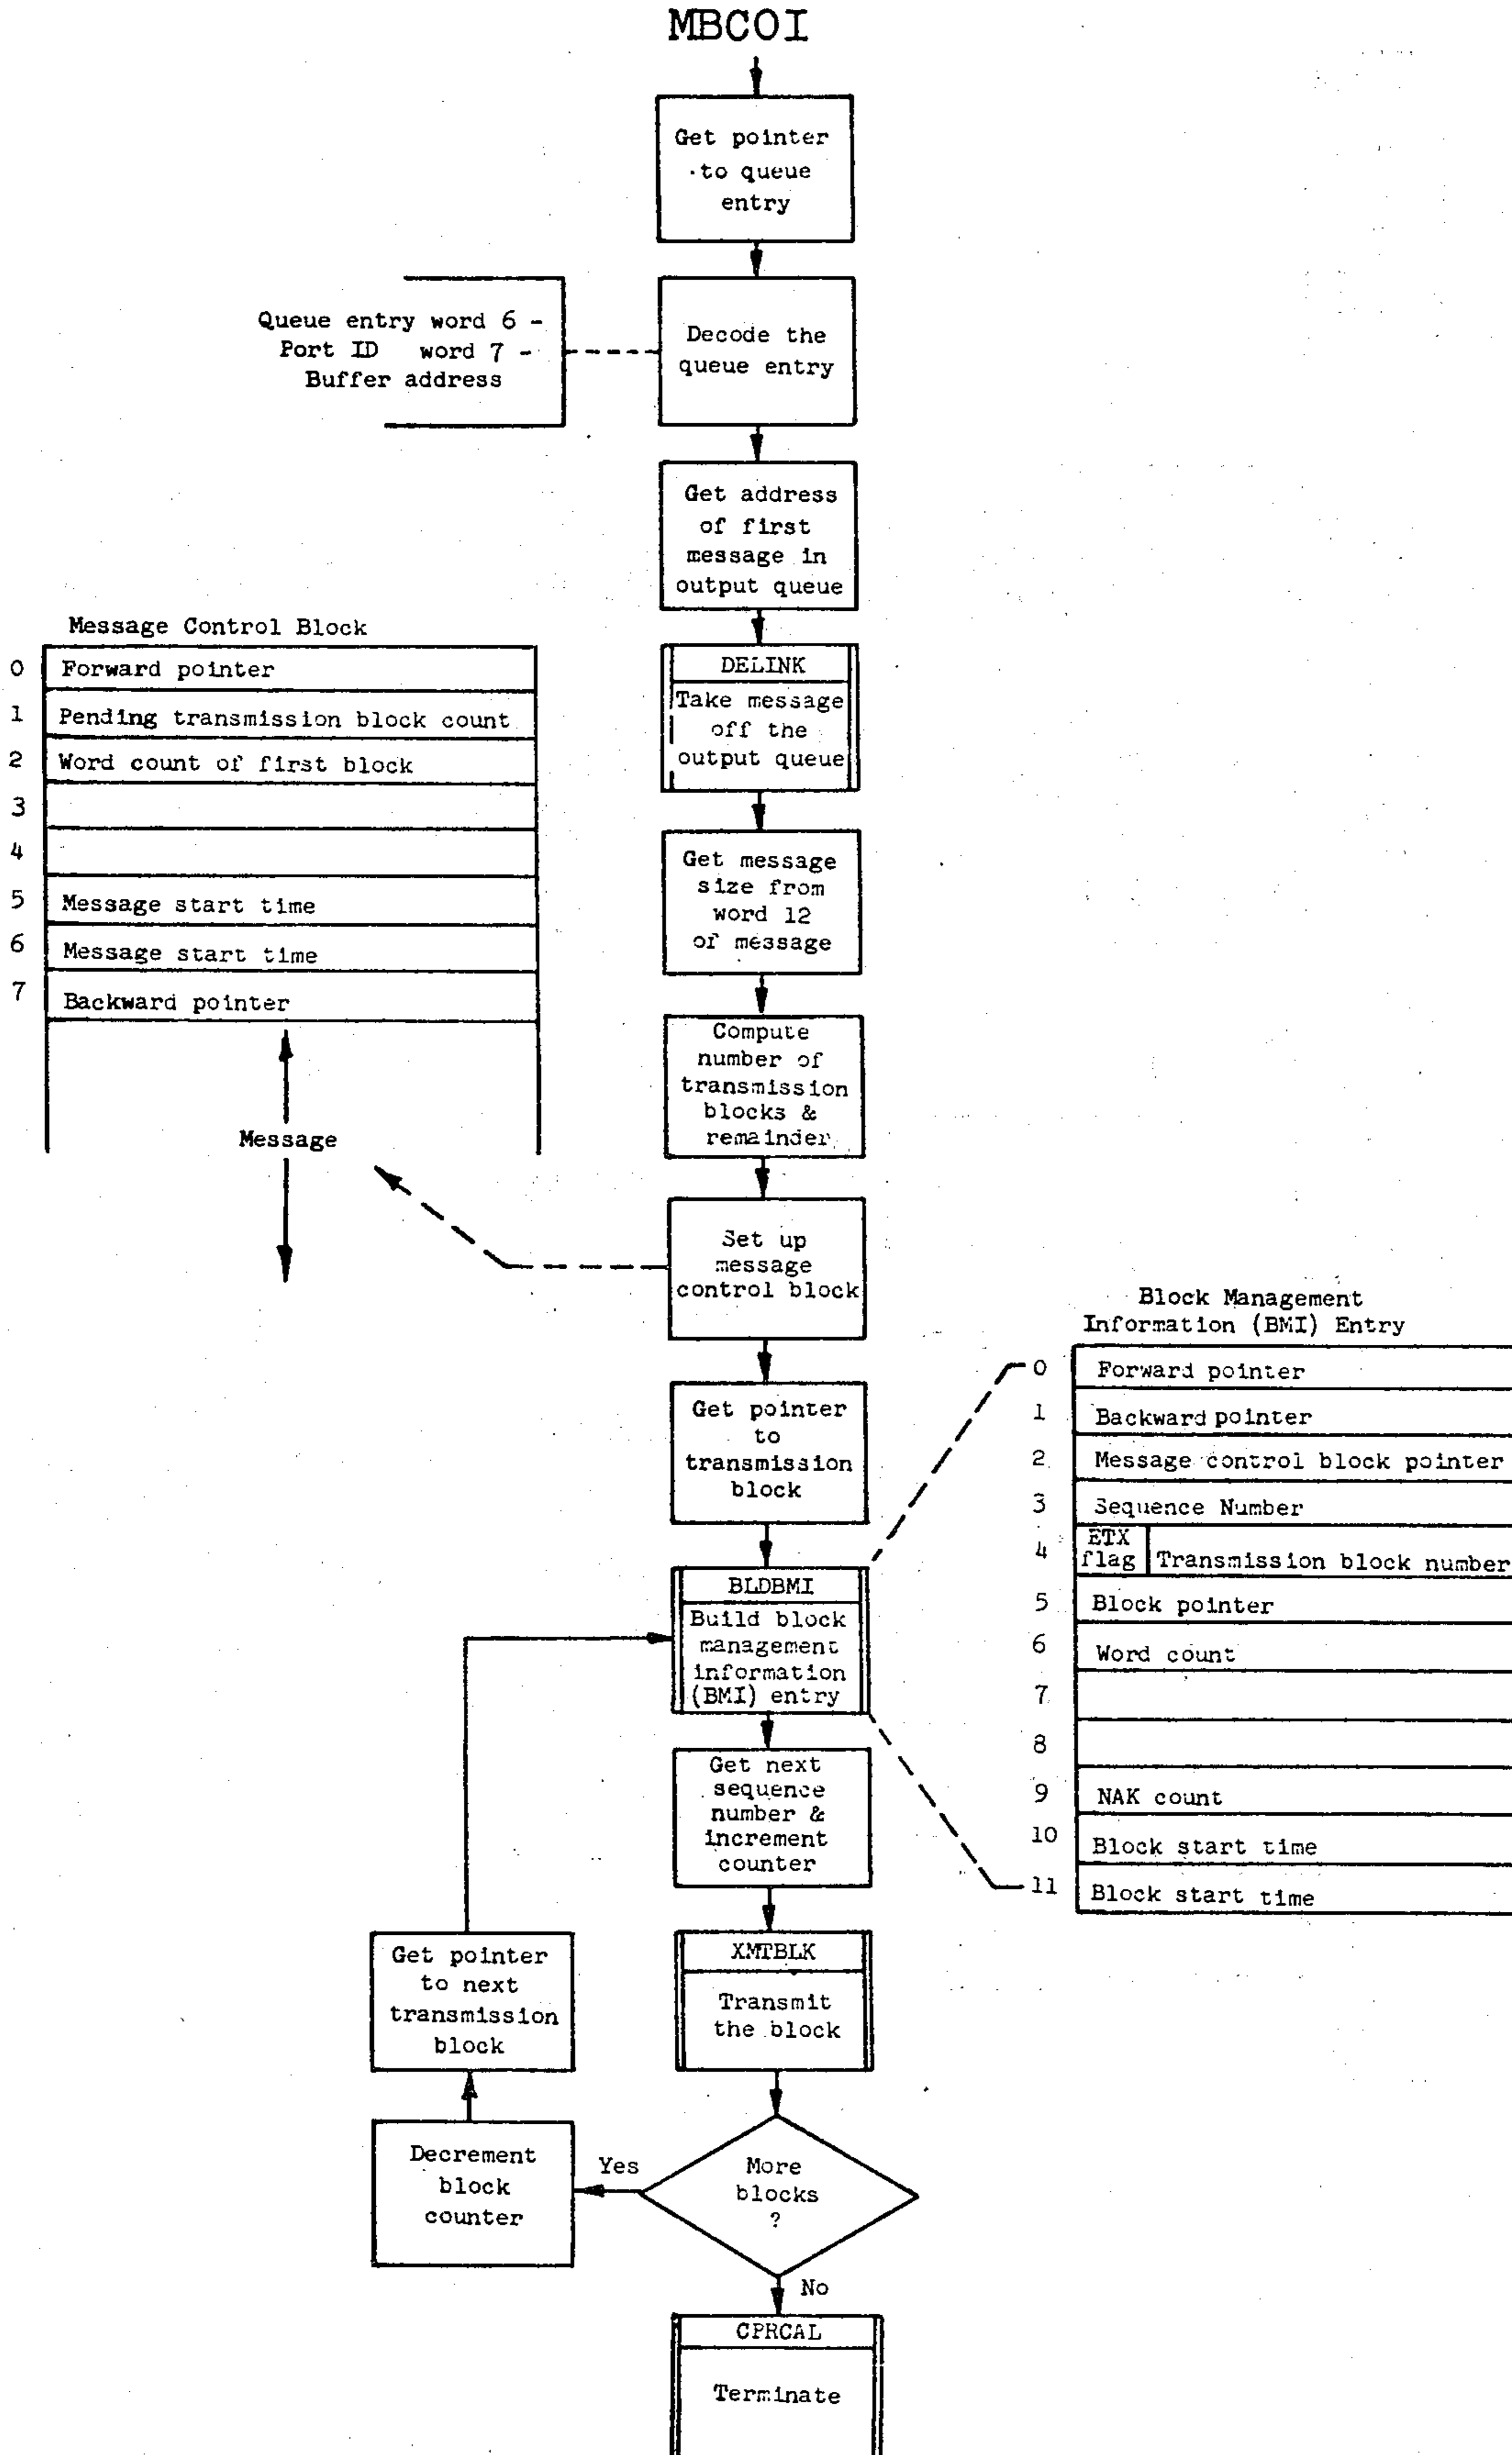 MBCOI
Get pointer
to queue
entry
Queue entry word 6 -
Port ID word 7 -
Buffer address
Decode the
queue entry
Get address
of first
message in
output queue
DELINK
Take message
off the
output queue
Message Control Block
0 Forward pointer
1 Pending transmission block count
2 Word count of first block
3
4
5 Message start time
6 Message start time
7 Backward pointer
Message
Get message
size from
word 12
of message
Compute
number of
transmission
blocks &
remainder
Set up
message
control block
Get pointer
to
transmission
block
BLDBMI
Build block
management
information
(BMI) entry
Block Management
Information (BMI) Entry
0 Forward pointer
1 Backward pointer
2 Message control block pointer
3 Sequence Number
4 ETX
flag Transmission block number
5 Block pointer
6 Word count
7
8
9 NAK count
10 Block start time
11 Block start time
Get next
sequence
number &
increment
counter
XMTBLK
Transmit
the block
Get pointer
to next
transmission
block
Decrement
block
counter
Yes
More
blocks
?
No
CPRCAL
Terminate